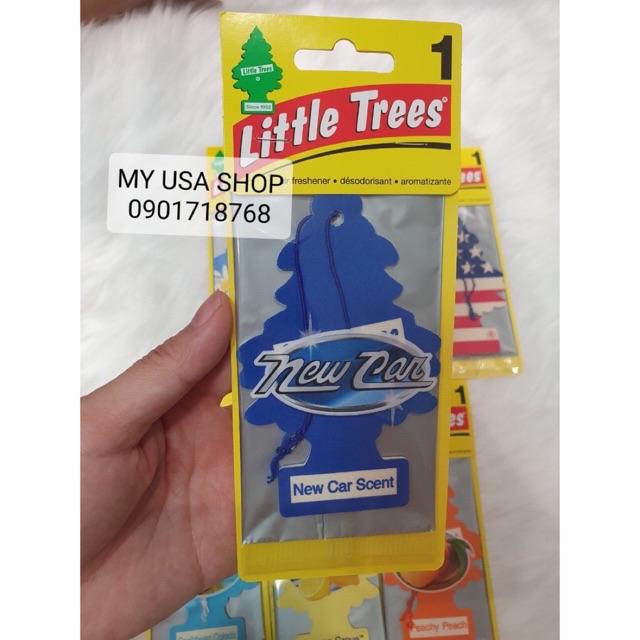 1
Little Trees
Since 1952
Little Trees
freshener • désodorisant • aromatizante
MY USA SHOP
0901718768
1
New Car
New Car Scent
1
Peachy Peach